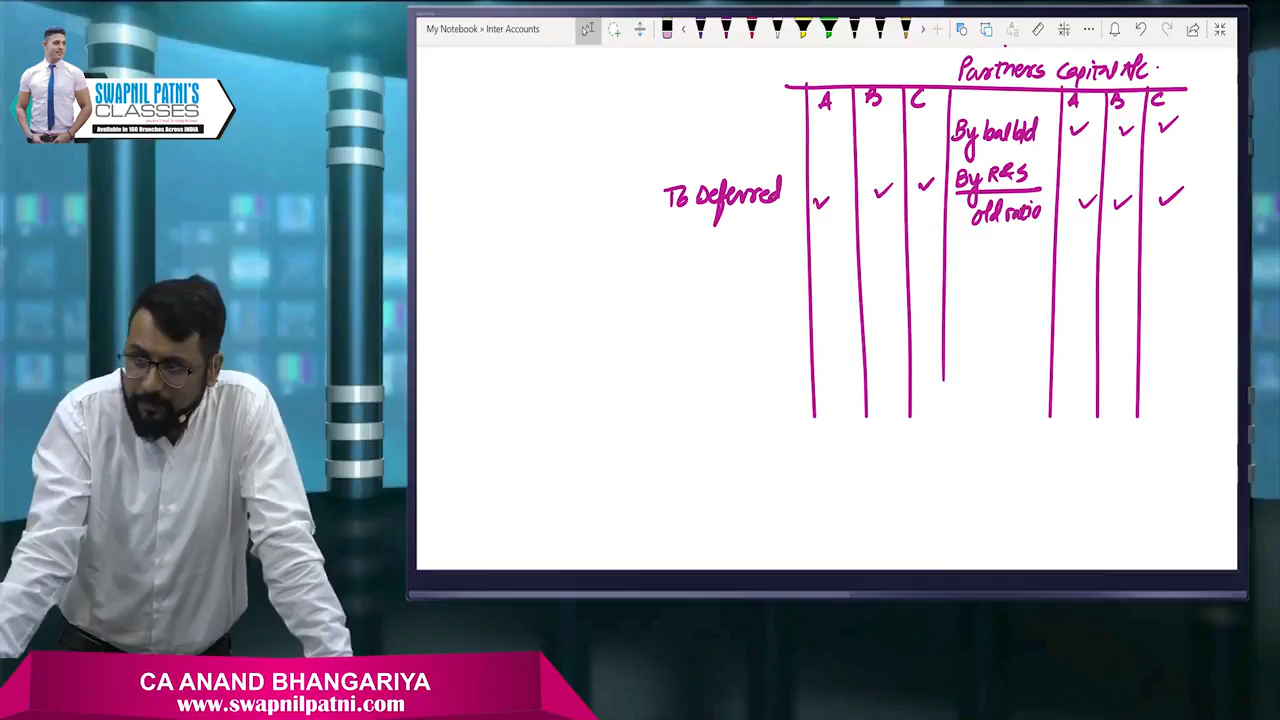 SWAPNIL PATNI'S
CLASSES
Available in 160 Branches Across INDIA
My Notebook » Inter Accounts
Partners Capital A/c.
A B C A B C
By bal b/d
By R&S
old ratio
To Deferred
CA ANAND BHANGARIYA
www.swapnilpatni.com